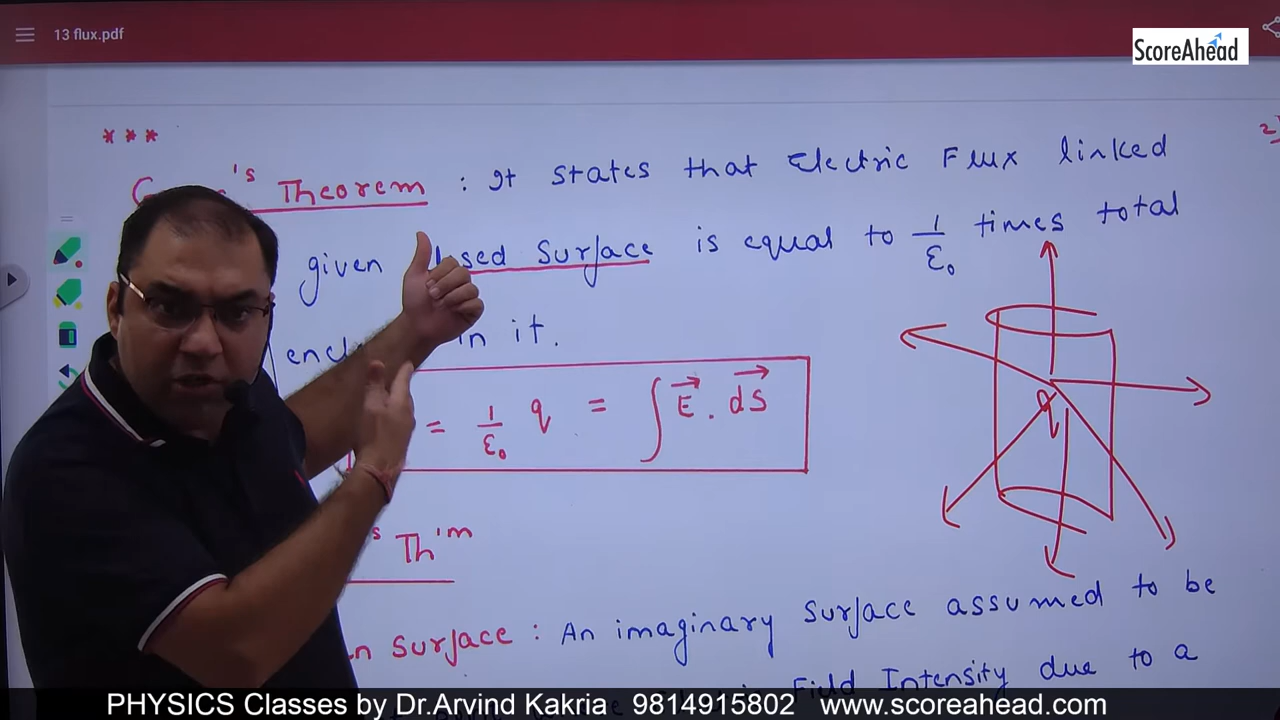 13 flux.pdf
ScoreAhead
***
's Theorem : It states that Electric Flux linked
given sed Surface is equal to 1/ε₀ times total
in it.
= 1/ε₀ q = ∫ E⃗ . dS⃗
q
s Th'm
n Surface : An imaginary Surface assumed to be
Field Intensity due to a
PHYSICS Classes by Dr.Arvind Kakria 9814915802 www.scoreahead.com